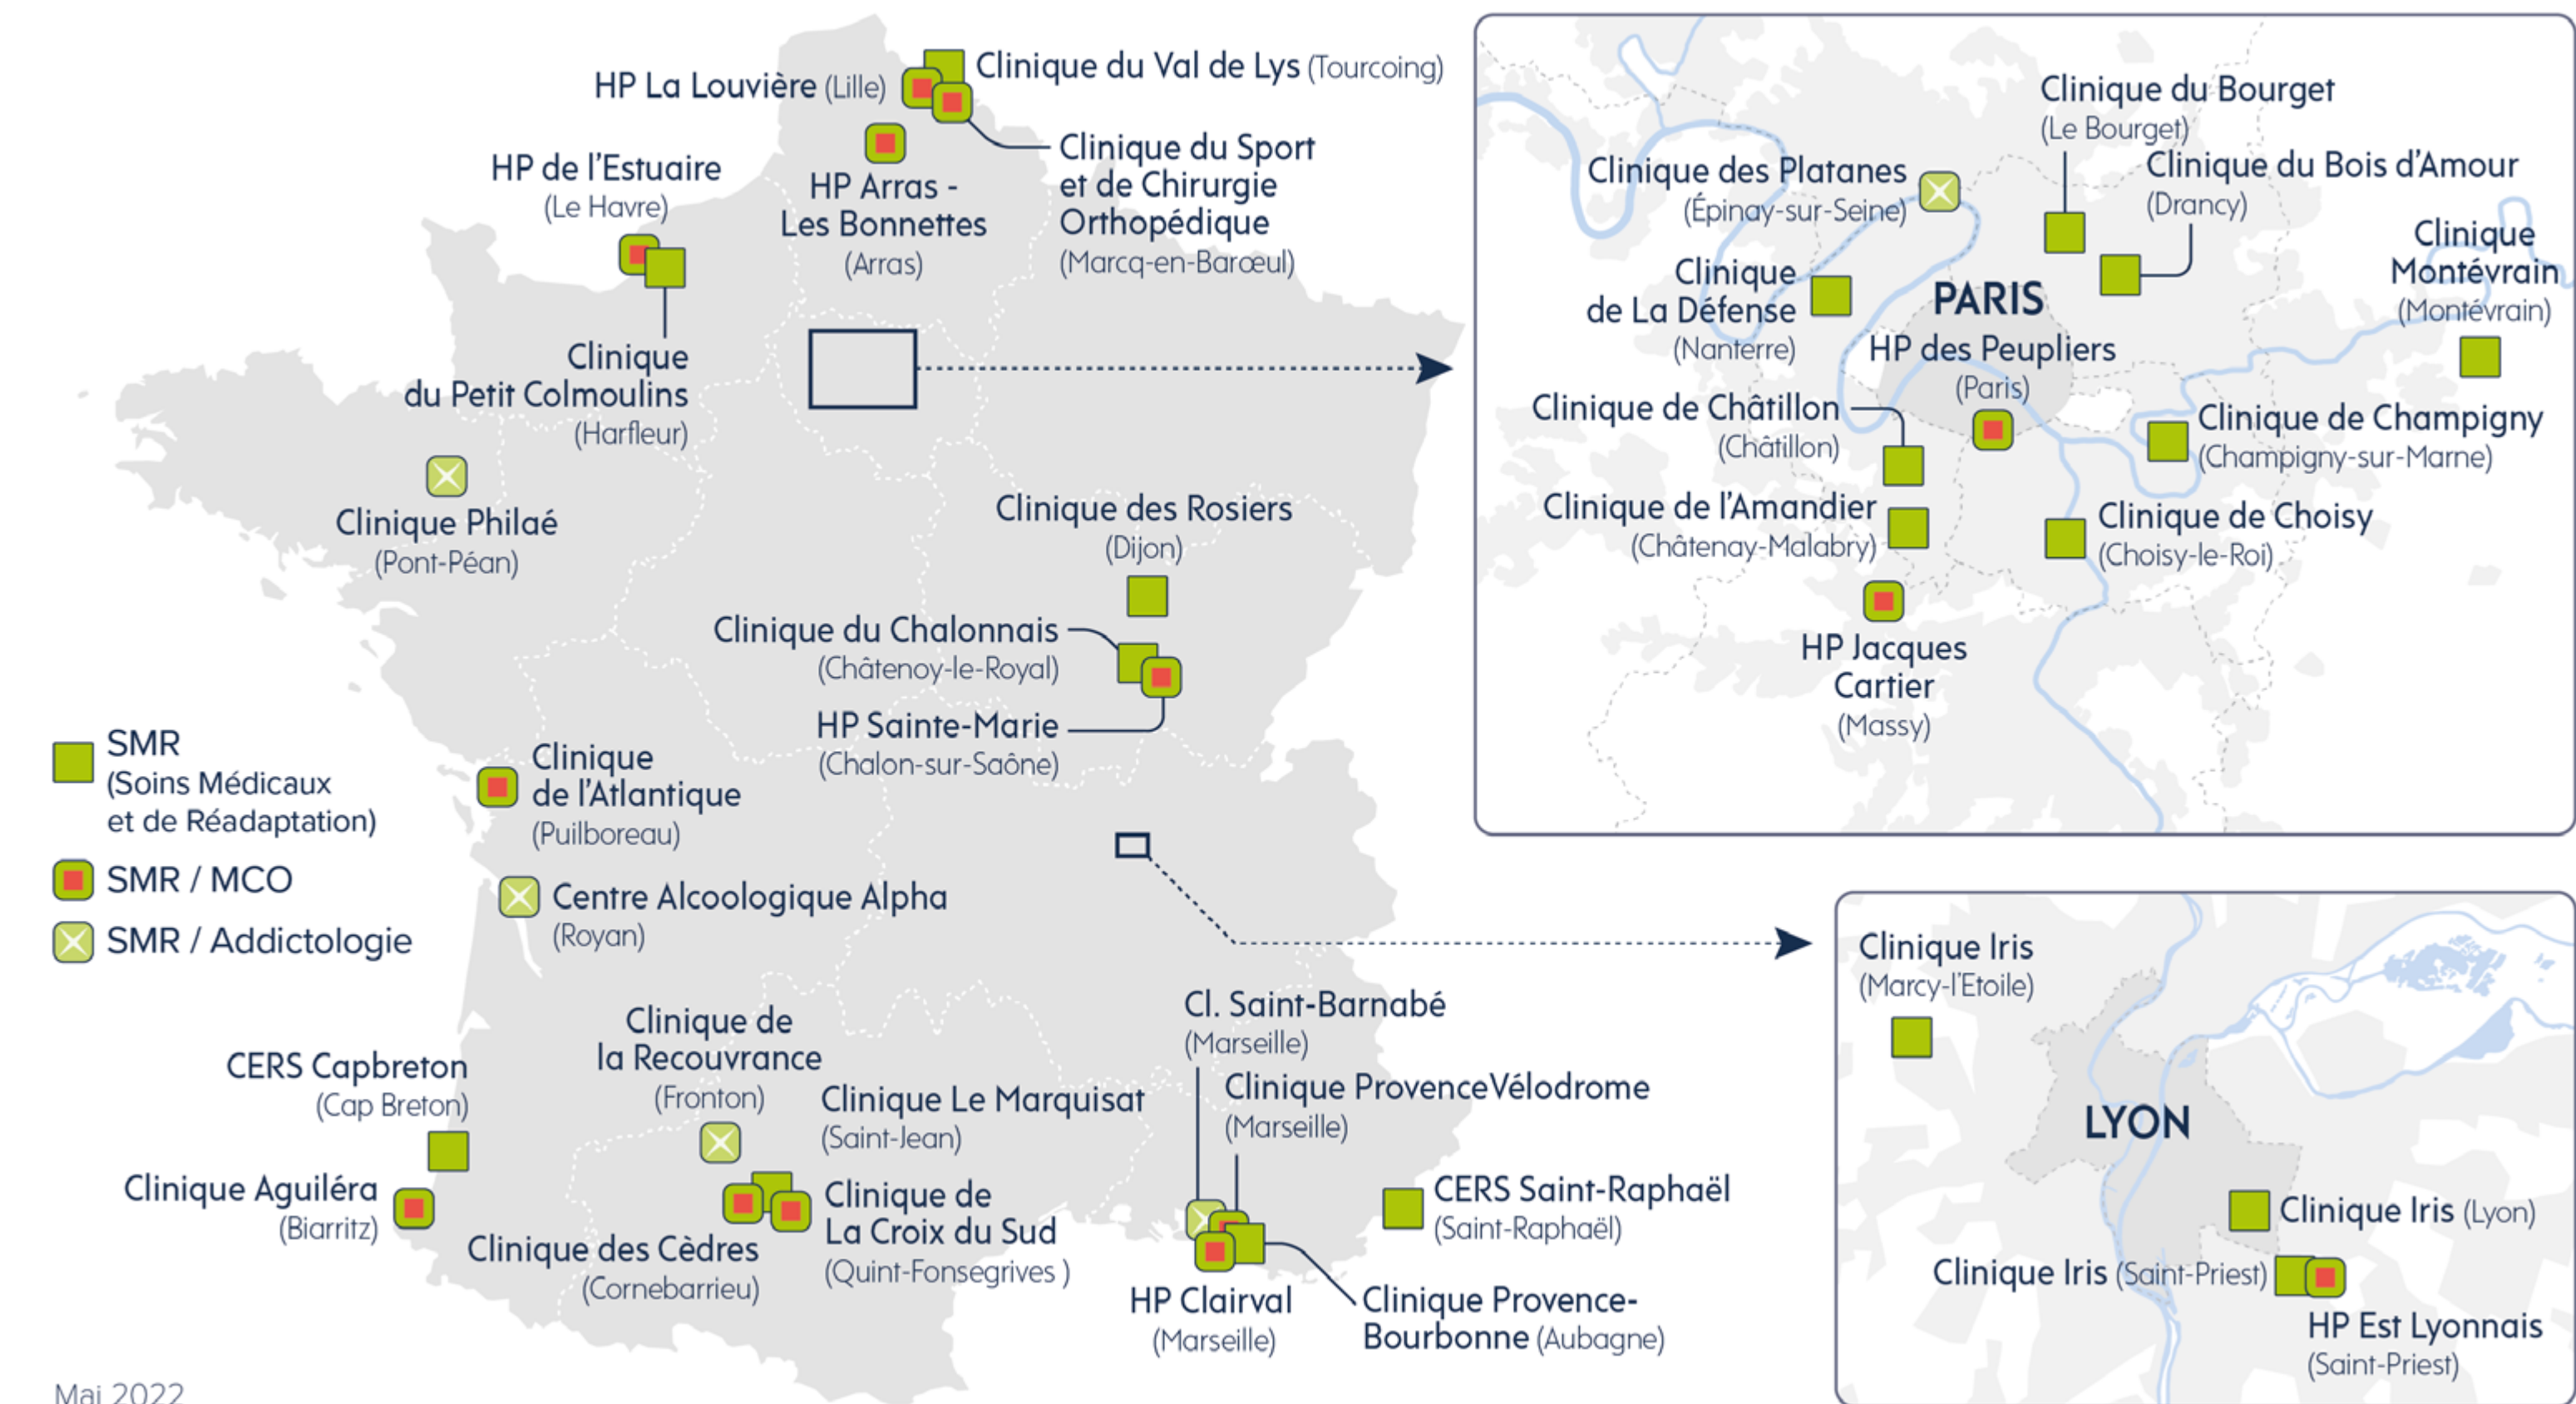 HP La Louvière (Lille)
Clinique du Val de Lys (Tourcoing)
Clinique du Sport
et de Chirurgie
Orthopédique
(Marcq-en-Barœul)
HP de l'Estuaire
(Le Havre)
HP Arras -
Les Bonnettes
(Arras)
Clinique
du Petit Colmoulins
(Harfleur)
Clinique Philaé
(Pont-Péan)
Clinique des Rosiers
(Dijon)
Clinique du Chalonnais
(Châtenoy-le-Royal)
HP Sainte-Marie
(Chalon-sur-Saône)
SMR
(Soins Médicaux
et de Réadaptation)
SMR / MCO
SMR / Addictologie
Clinique
de l'Atlantique
(Puilboreau)
Centre Alcoologique Alpha
(Royan)
Clinique de
la Recouvrance
(Fronton)
CERS Capbreton
(Cap Breton)
Clinique Le Marquisat
(Saint-Jean)
Clinique Aguiléra
(Biarritz)
Clinique des Cèdres
(Cornebarrieu)
Clinique de
La Croix du Sud
(Quint-Fonsegrives )
Cl. Saint-Barnabé
(Marseille)
Clinique ProvenceVélodrome
(Marseille)
CERS Saint-Raphaël
(Saint-Raphaël)
HP Clairval
(Marseille)
Clinique Provence-
Bourbonne (Aubagne)
Mai 2022
Clinique du Bourget
(Le Bourget)
Clinique des Platanes
(Épinay-sur-Seine)
Clinique du Bois d'Amour
(Drancy)
Clinique
Montévrain
(Montévrain)
Clinique
de La Défense
(Nanterre)
PARIS
HP des Peupliers
(Paris)
Clinique de Châtillon
(Châtillon)
Clinique de Champigny
(Champigny-sur-Marne)
Clinique de l'Amandier
(Châtenay-Malabry)
Clinique de Choisy
(Choisy-le-Roi)
HP Jacques
Cartier
(Massy)
Clinique Iris
(Marcy-l'Etoile)
LYON
Clinique Iris (Lyon)
Clinique Iris (Saint-Priest)
HP Est Lyonnais
(Saint-Priest)